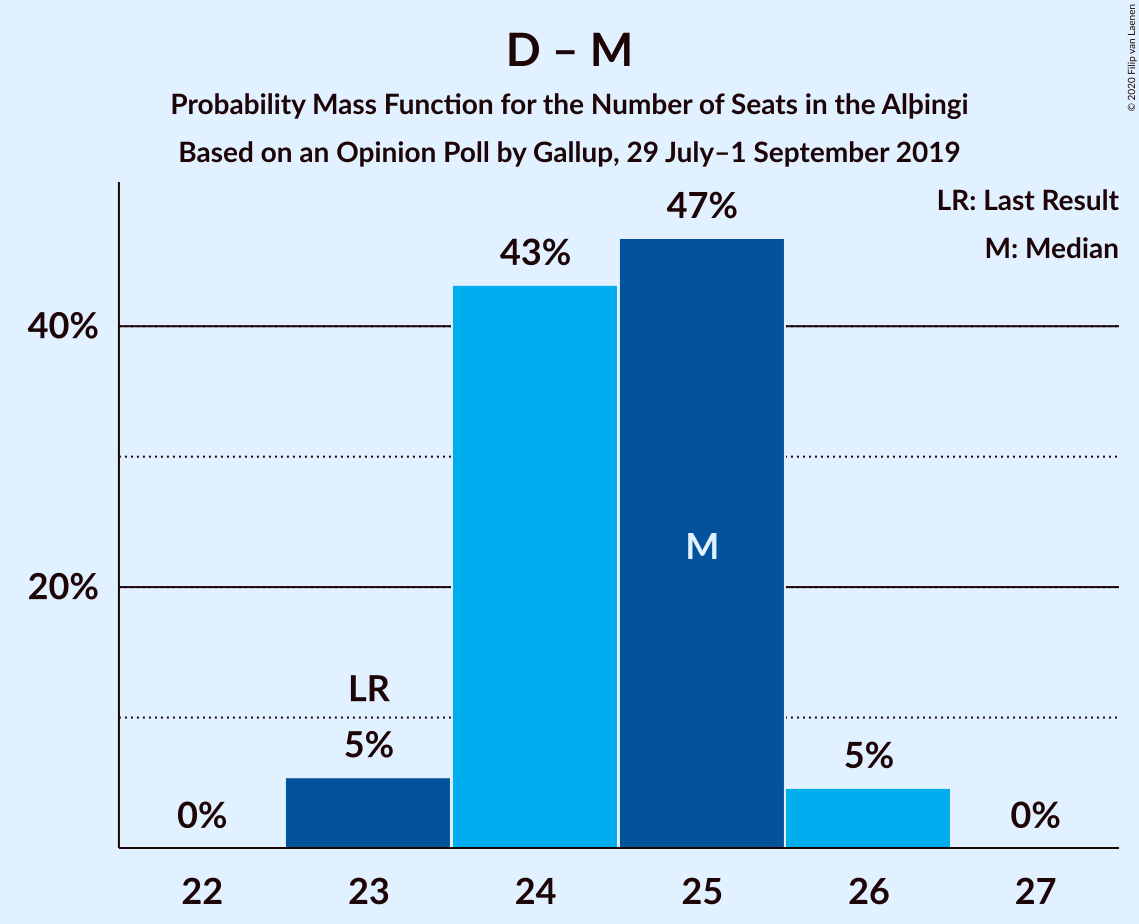 D – M
Probability Mass Function for the Number of Seats in the Alþingi
Based on an Opinion Poll by Gallup, 29 July–1 September 2019
© 2020 Filip van Laenen
LR: Last Result
M: Median
47%
43%
40%
M
20%
LR
5%
5%
0%
0%
22 23 24 25 26 27